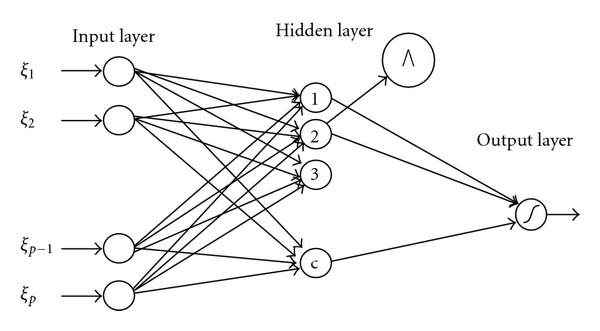 Hidden layer
Input layer
ξ1
ξ2
1
2
3
Λ
Output layer
∫
ξp−1
c
ξp